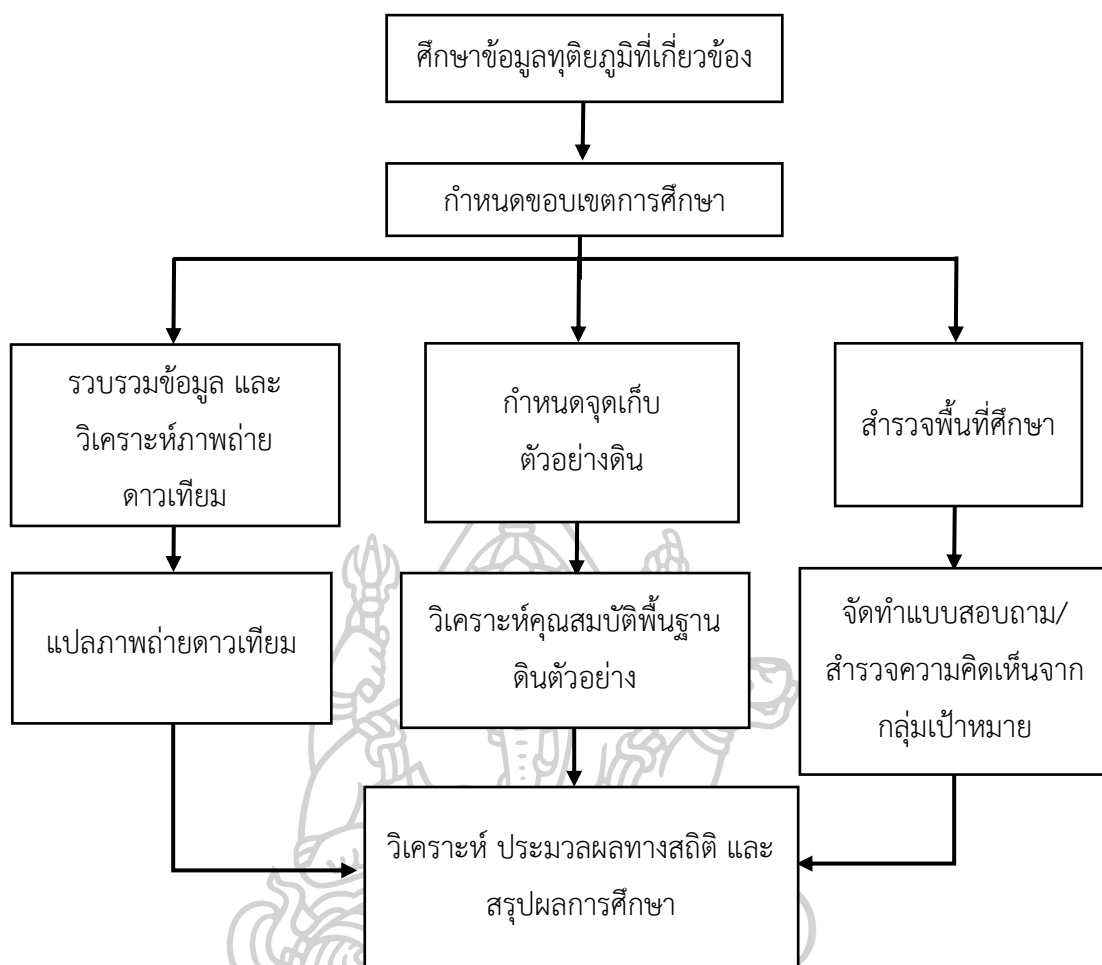 ศึกษาข้อมูลทุติยภูมิที่เกี่ยวข้อง
กำหนดขอบเขตการศึกษา
รวบรวมข้อมูล และ
วิเคราะห์ภาพถ่าย
ดาวเทียม
กำหนดจุดเก็บ
ตัวอย่างดิน
สำรวจพื้นที่ศึกษา
แปลภาพถ่ายดาวเทียม
วิเคราะห์คุณสมบัติพื้นฐาน
ดินตัวอย่าง
จัดทำแบบสอบถาม/
สำรวจความคิดเห็นจาก
กลุ่มเป้าหมาย
วิเคราะห์ ประมวลผลทางสถิติ และ
สรุปผลการศึกษา